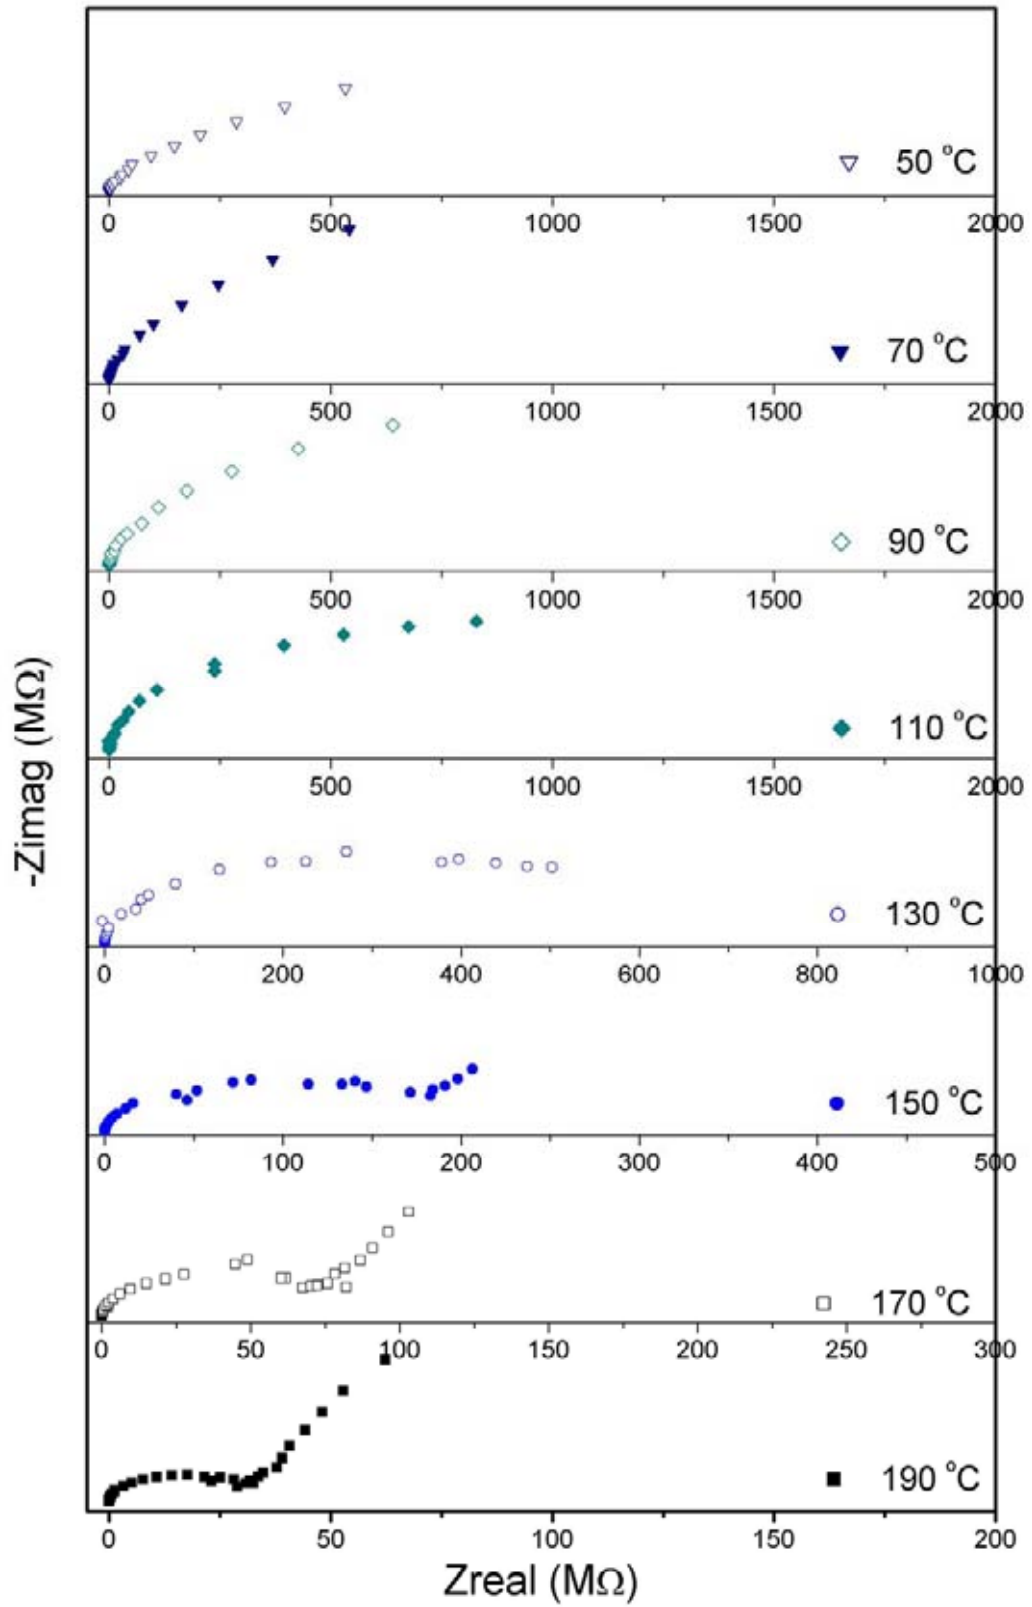 50 °C
0 500 1000 1500 2000
70 °C
0 500 1000 1500 2000
90 °C
0 500 1000 1500 2000
110 °C
0 500 1000 1500 2000
130 °C
0 200 400 600 800 1000
150 °C
0 100 200 300 400 500
170 °C
0 50 100 150 200 250 300
190 °C
0 50 100 150 200
Zreal (MΩ)
-Zimag (MΩ)